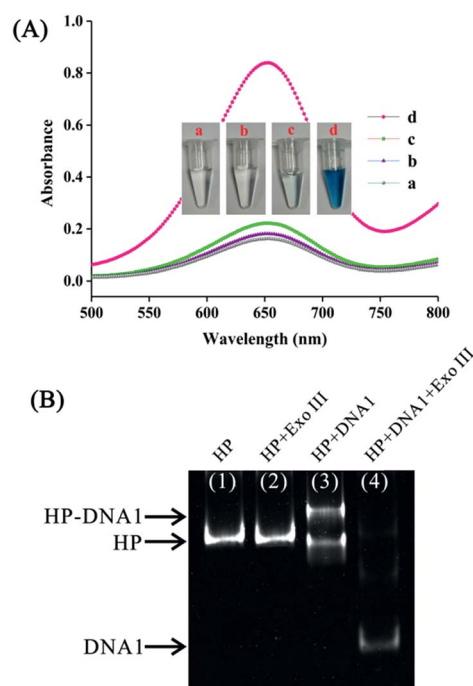 (A)
1.0
0.8
0.6
0.4
0.2
0.0
Absorbance
a b c d
d
c
b
a
500 550 600 650 700 750 800
Wavelength (nm)
(B)
HP
HP+Exo III
HP+DNA1
HP+DNA1+Exo III
(1) (2) (3) (4)
HP-DNA1
HP
DNA1